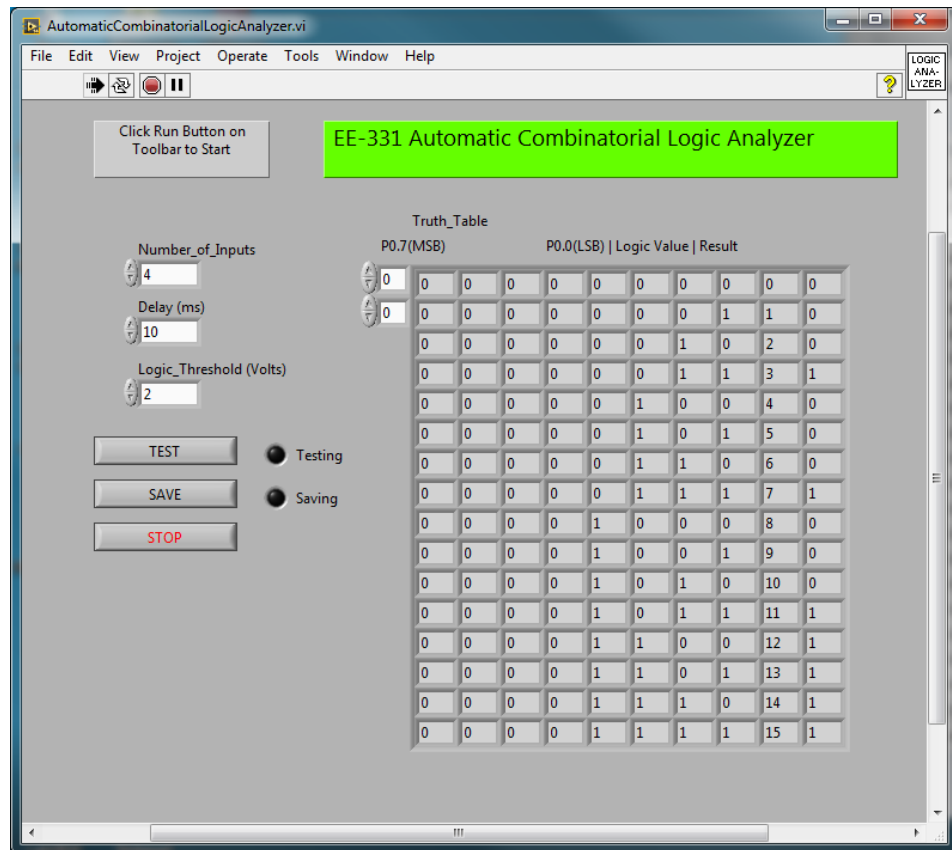 AutomaticCombinatorialLogicAnalyzer.vi
File Edit View Project Operate Tools Window Help
LOGIC
ANA-
LYZER
?
Click Run Button on
Toolbar to Start
EE-331 Automatic Combinatorial Logic Analyzer
Truth_Table
P0.7(MSB) P0.0(LSB) | Logic Value | Result
Number_of_Inputs
4
Delay (ms)
10
Logic_Threshold (Volts)
2
TEST
Testing
SAVE
Saving
STOP
0
0
0 0 0 0 0 0 0 0 0 0
0 0 0 0 0 0 0 1 1 0
0 0 0 0 0 0 1 0 2 0
0 0 0 0 0 0 1 1 3 1
0 0 0 0 0 1 0 0 4 0
0 0 0 0 0 1 0 1 5 0
0 0 0 0 0 1 1 0 6 0
0 0 0 0 0 1 1 1 7 1
0 0 0 0 1 0 0 0 8 0
0 0 0 0 1 0 0 1 9 0
0 0 0 0 1 0 1 0 10 0
0 0 0 0 1 0 1 1 11 1
0 0 0 0 1 1 0 0 12 1
0 0 0 0 1 1 0 1 13 1
0 0 0 0 1 1 1 0 14 1
0 0 0 0 1 1 1 1 15 1